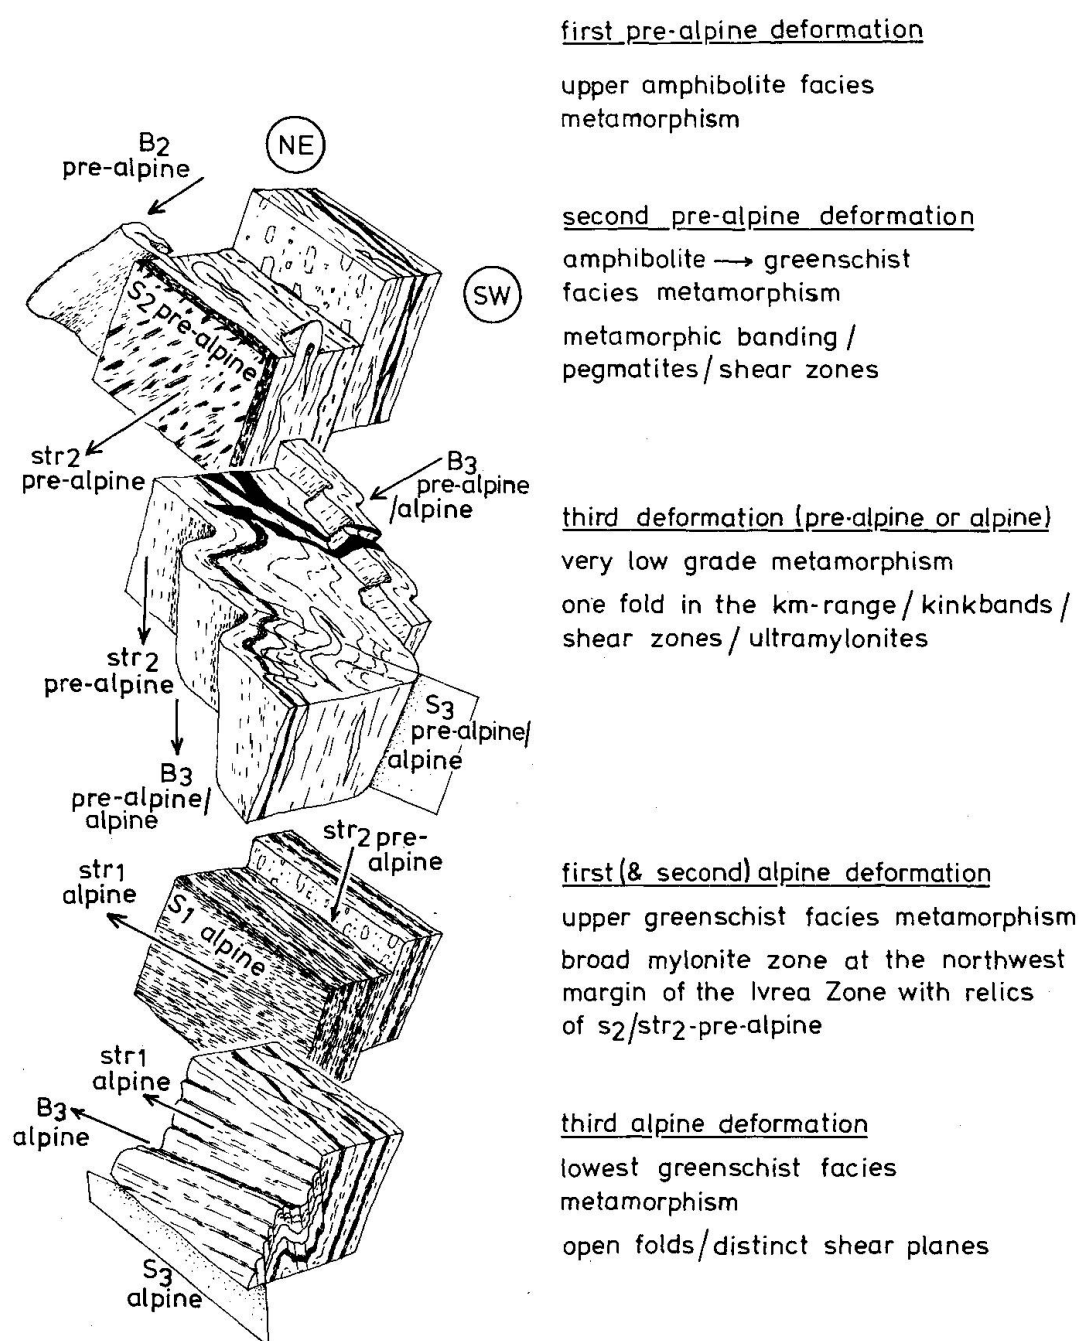 first pre-alpine deformation
upper amphibolite facies
metamorphism
NE
B2
pre-alpine
SW
S2 pre-alpine
str2
pre-alpine
second pre-alpine deformation
amphibolite → greenschist
facies metamorphism
metamorphic banding /
pegmatites / shear zones
B3
pre-alpine
/alpine
str2
pre-alpine
B3
pre-alpine/
alpine
S3
pre-alpine/
alpine
third deformation (pre-alpine or alpine)
very low grade metamorphism
one fold in the km-range / kinkbands /
shear zones / ultramylonites
str2 pre-
alpine
str1
alpine
S1 alpine
first (& second) alpine deformation
upper greenschist facies metamorphism
broad mylonite zone at the northwest
margin of the Ivrea Zone with relics
of s2/str2-pre-alpine
str1
alpine
B3
alpine
S3
alpine
third alpine deformation
lowest greenschist facies
metamorphism
open folds / distinct shear planes